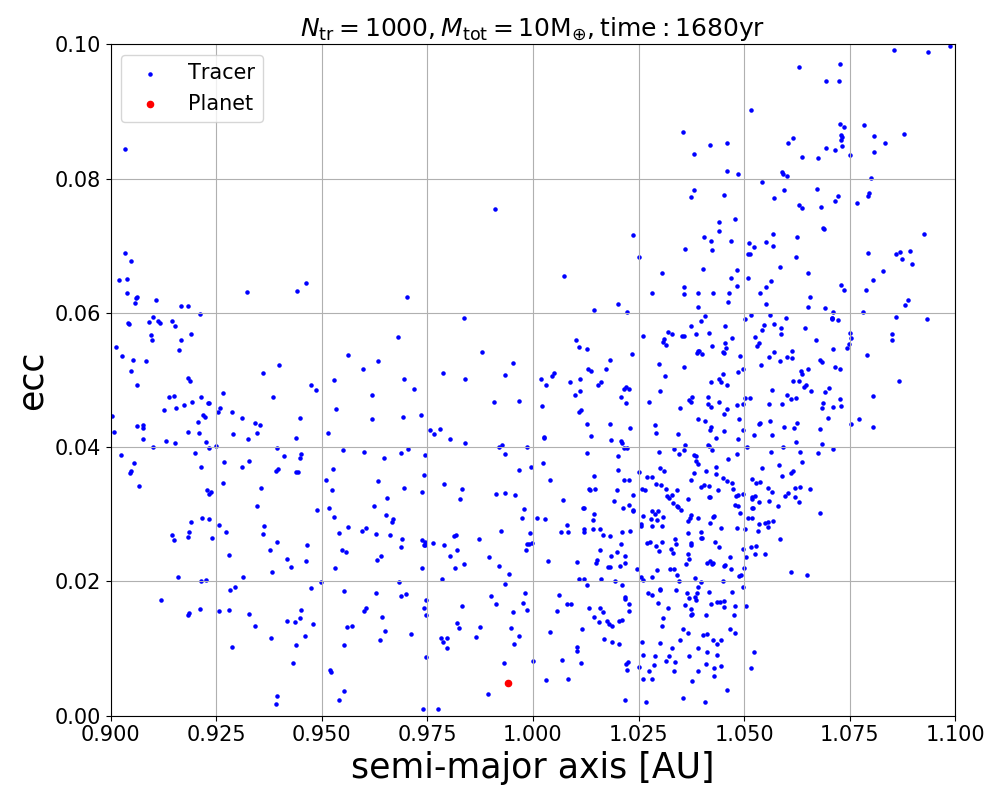 N_tr = 1000, M_tot = 10M_⊕, time : 1680yr
Tracer
Planet
ecc
0.10
0.08
0.06
0.04
0.02
0.00
0.900 0.925 0.950 0.975 1.000 1.025 1.050 1.075 1.100
semi-major axis [AU]